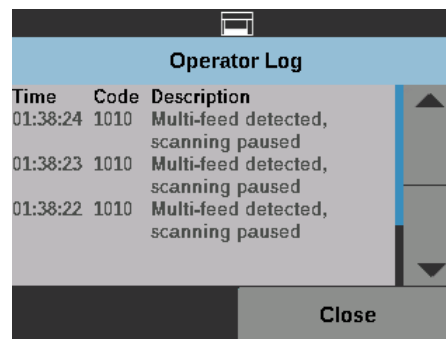 Operator Log
Time Code Description
01:38:24 1010 Multi-feed detected,
scanning paused
01:38:23 1010 Multi-feed detected,
scanning paused
01:38:22 1010 Multi-feed detected,
scanning paused
Close